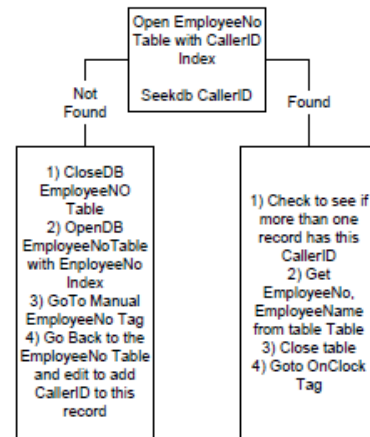 Open EmployeeNo
Table with CallerID
Index
Seekdb CallerID
Not
Found
Found
1) CloseDB
EmployeeNO
Table
2) OpenDB
EmployeeNoTable
with EnployeeNo
Index
3) GoTo Manual
EmployeeNo Tag
4) Go Back to the
EmployeeNo Table
and edit to add
CallerID to this
record
1) Check to see if
more than one
record has this
CallerID
2) Get
EmployeeNo,
EmployeeName
from table Table
3) Close table
4) Goto OnClock
Tag